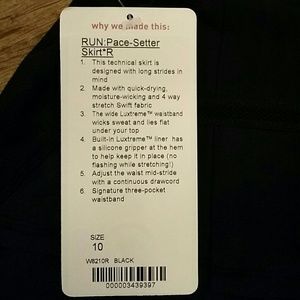 why we made this:
RUN:Pace-Setter
Skirt*R
1. This technical skirt is
designed with long strides in
mind
2. Made with quick-drying,
moisture-wicking and 4 way
stretch Swift fabric
3. The wide Luxtreme™ waistband
wicks sweat and lies flat
under your top
4. Built-in Luxtreme™ liner has
a silicone gripper at the hem
to help keep it in place (no
flashing while stretching!)
5. Adjust the waist mid-stride
with a continuous drawcord
6. Signature three-pocket
waistband
SIZE
10
W8210R BLACK
000003439397